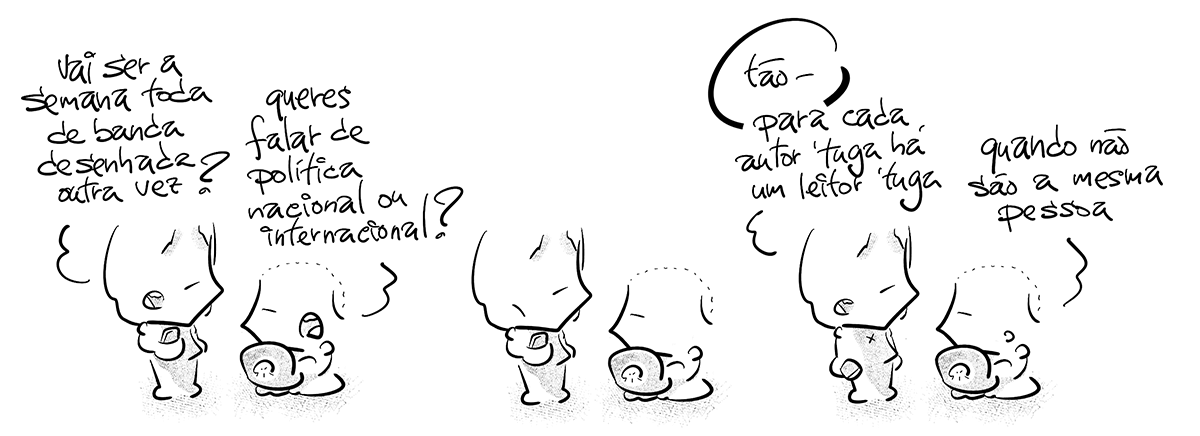 vai ser a
semana toda
de banda
desenhada
outra vez?
queres
falar de
política
nacional ou
internacional?
tão –
para cada
autor 'tuga há
um leitor 'tuga
quando não
são a mesma
pessoa